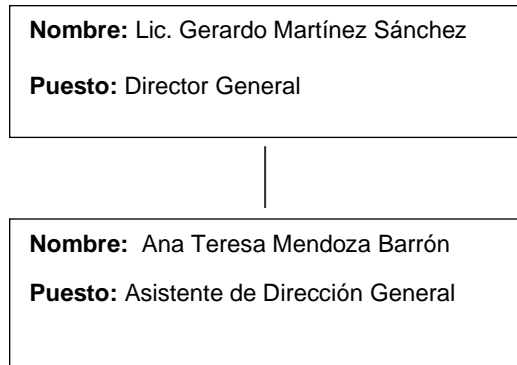 Nombre: Lic. Gerardo Martínez Sánchez
Puesto: Director General
Nombre: Ana Teresa Mendoza Barrón
Puesto: Asistente de Dirección General